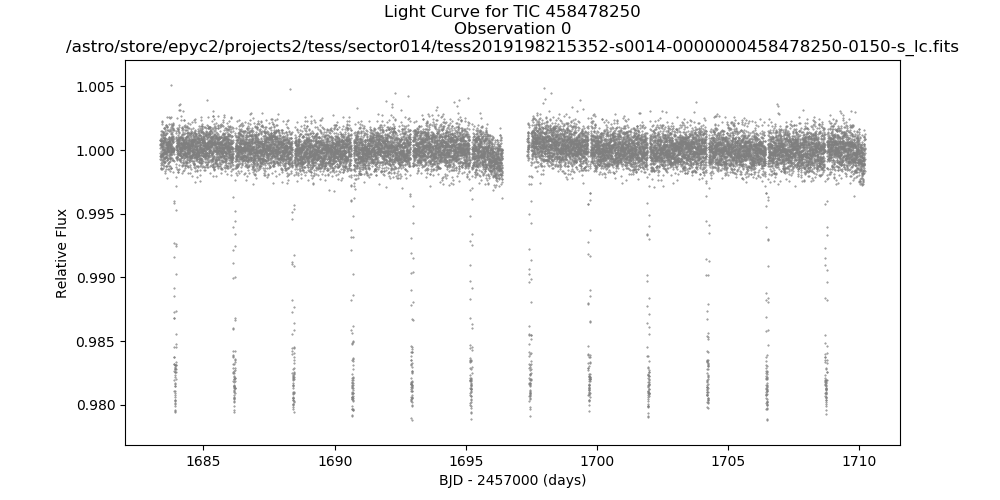 Light Curve for TIC 458478250
Observation 0
/astro/store/epyc2/projects2/tess/sector014/tess2019198215352-s0014-0000000458478250-0150-s_lc.fits
1.005
1.000
0.995
0.990
0.985
0.980
Relative Flux
1685
1690
1695
1700
1705
1710
BJD - 2457000 (days)